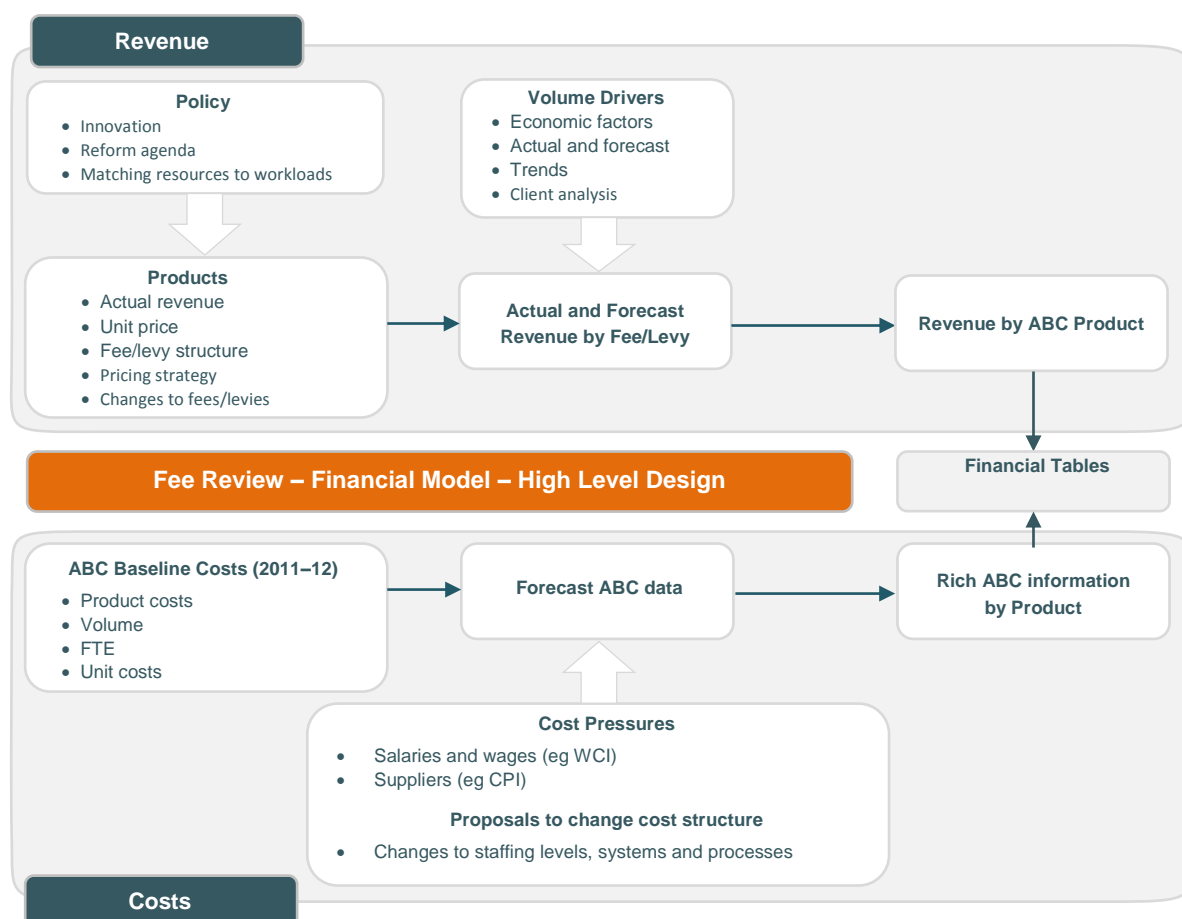 Revenue
Policy
• Innovation
• Reform agenda
• Matching resources to workloads
Volume Drivers
• Economic factors
• Actual and forecast
• Trends
• Client analysis
Products
• Actual revenue
• Unit price
• Fee/levy structure
• Pricing strategy
• Changes to fees/levies
Actual and Forecast
Revenue by Fee/Levy
Revenue by ABC Product
Fee Review – Financial Model – High Level Design
Financial Tables
ABC Baseline Costs (2011–12)
• Product costs
• Volume
• FTE
• Unit costs
Forecast ABC data
Rich ABC information
by Product
Cost Pressures
• Salaries and wages (eg WCI)
• Suppliers (eg CPI)
Proposals to change cost structure
• Changes to staffing levels, systems and processes
Costs